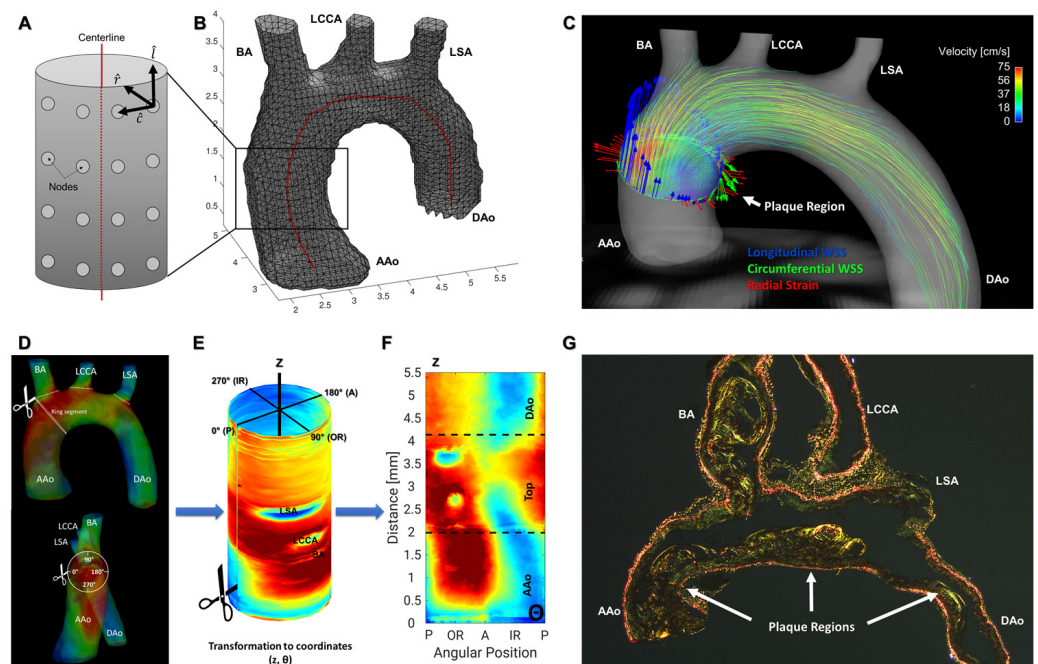 A
Centerline
l̂
r̂
ĉ
Nodes
B
LCCA
BA
LSA
4
3.5
3
2.5
2
1.5
1
0.5
5
4
3
2
2.5
3
3.5
4
4.5
5
5.5
DAo
AAo
C
BA
LCCA
LSA
Velocity [cm/s]
75
56
37
18
0
Plaque Region
AAo
Longitudinal WSS
Circumferential WSS
Radial Strain
DAo
D
BA
LCCA
LSA
Ring segment
AAo
DAo
LCCA
BA
LSA
90°
0°
180°
270°
AAo
DAo
E
Z
270° (IR)
180° (A)
0° (P)
90° (OR)
LSA
LCCA
BA
Transformation to coordinates
(z, θ)
F
Z
Distance [mm]
5.5
5
4.5
4
3.5
3
2.5
2
1.5
1
0.5
0
DAo
Top
AAo
Θ
P OR A IR P
Angular Position
G
BA
LCCA
LSA
AAo
Plaque Regions
DAo